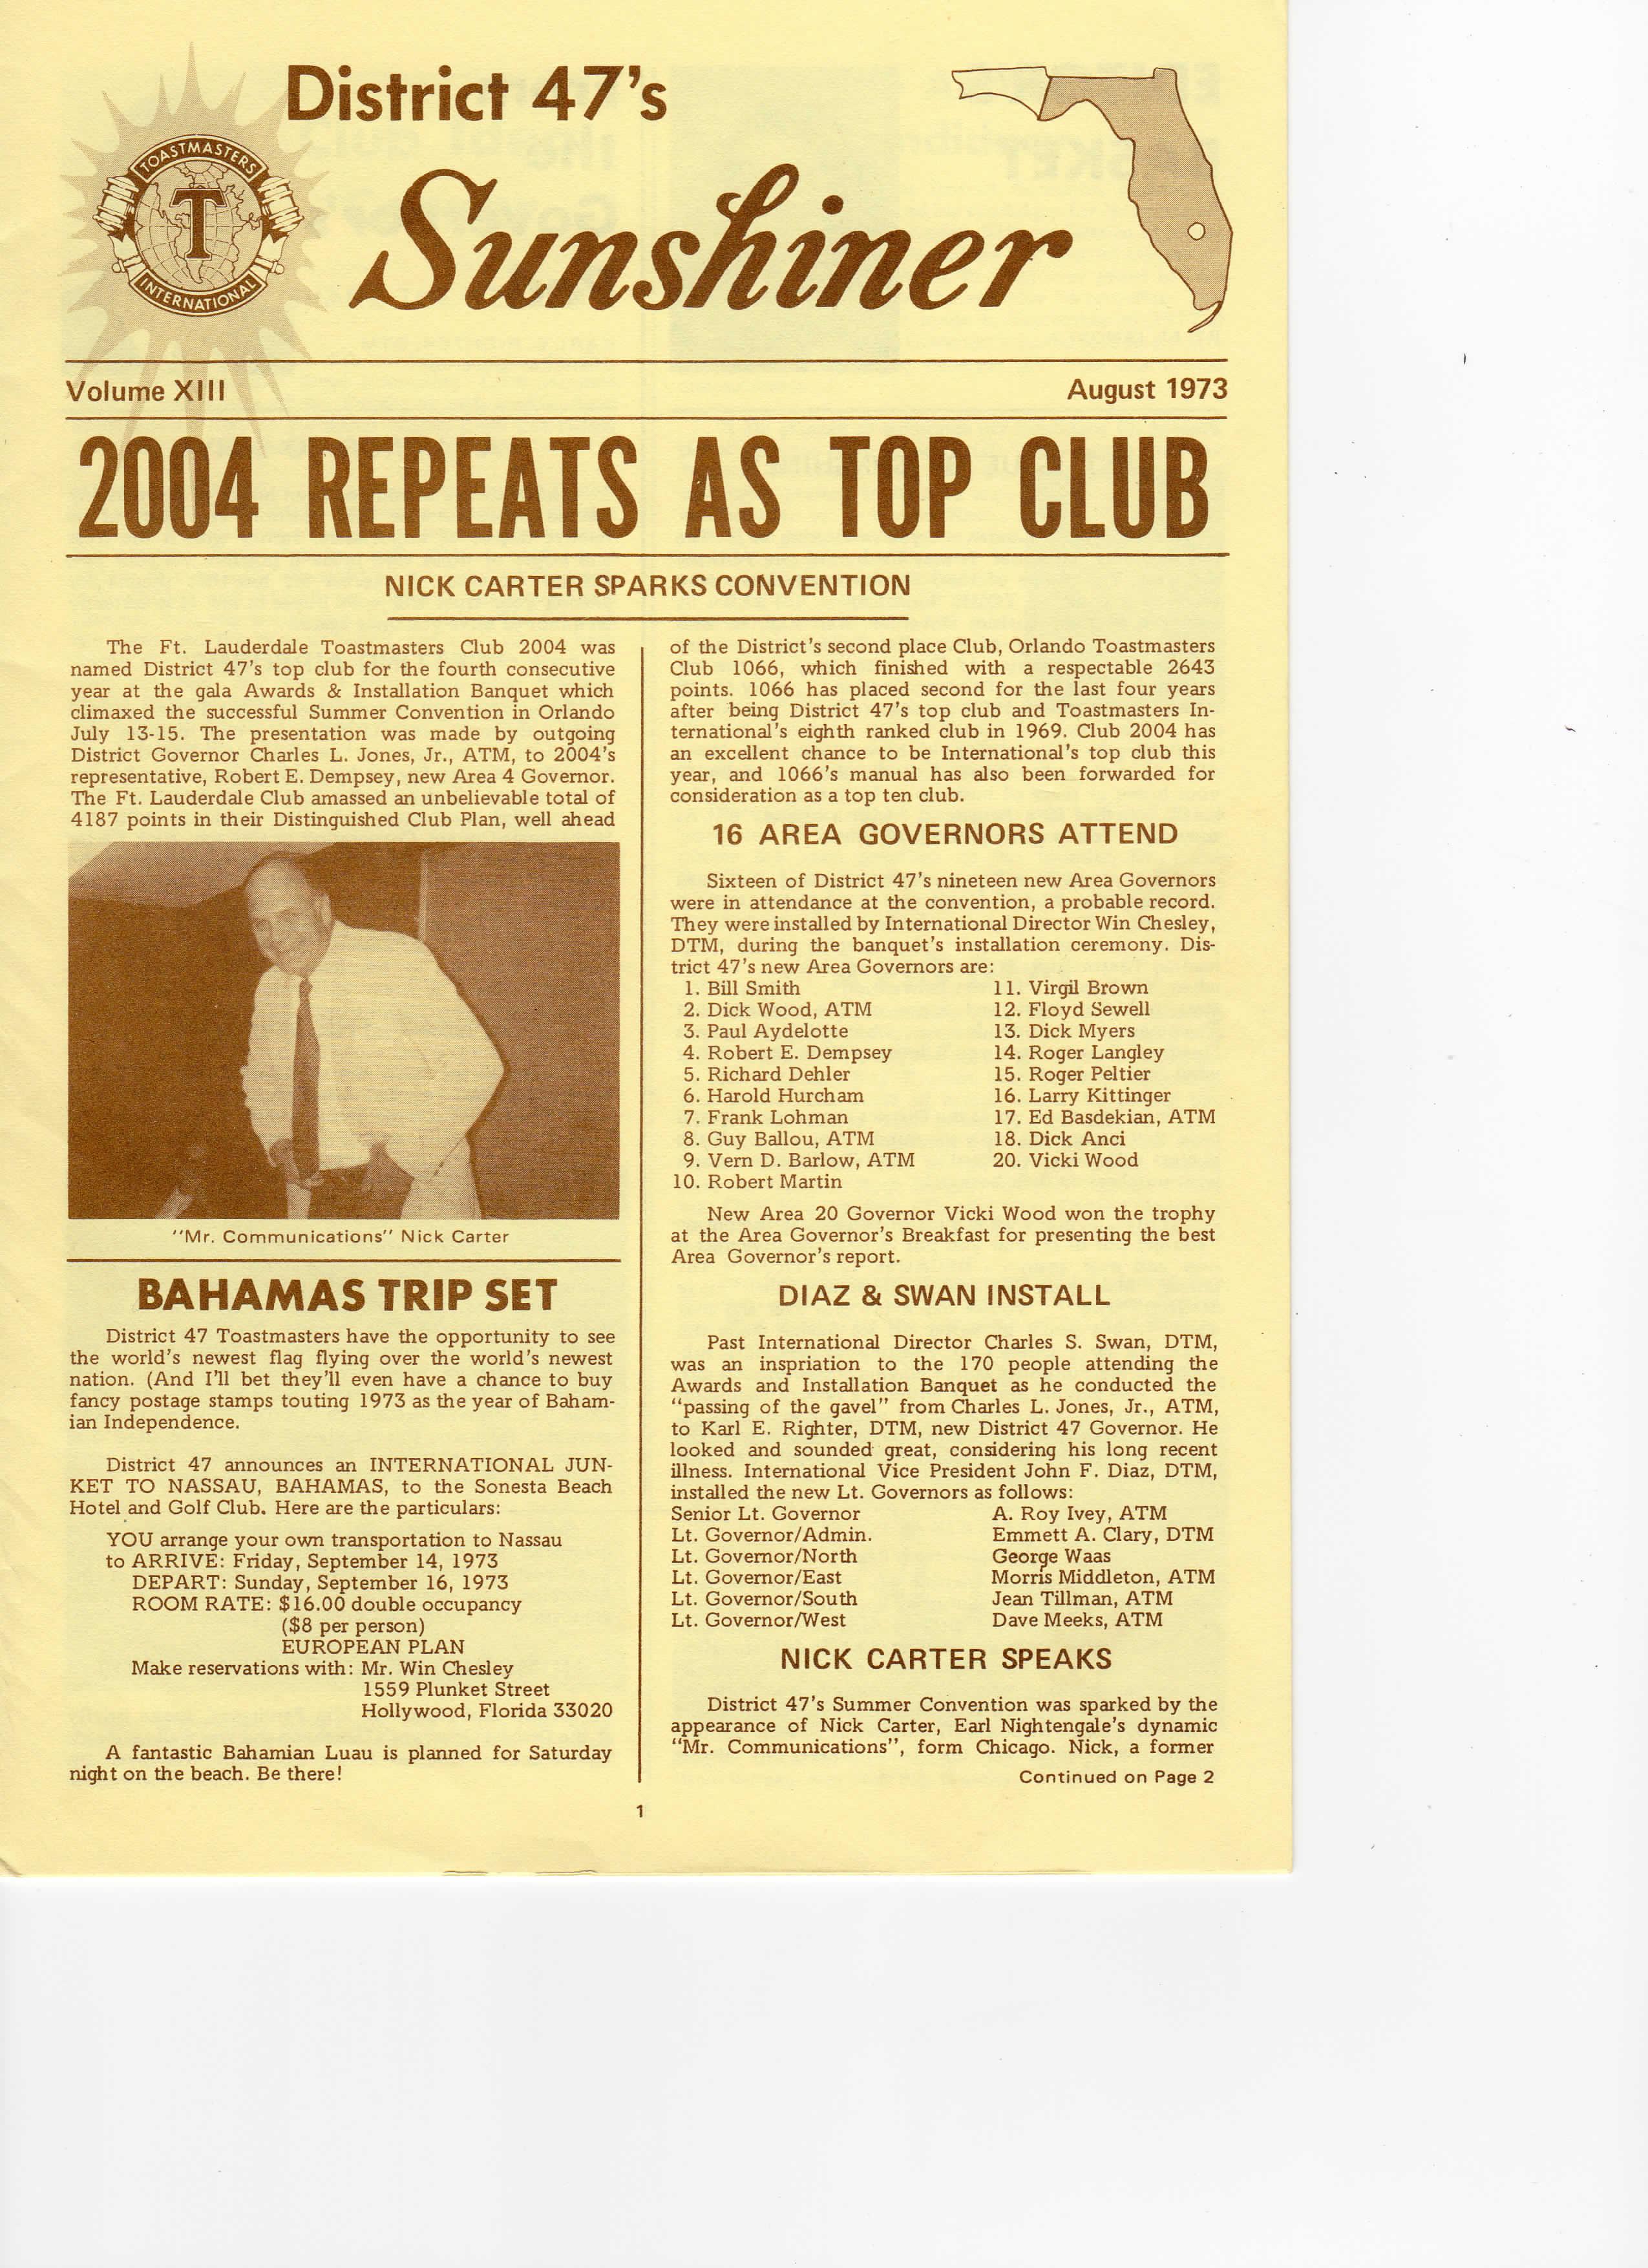 District 47's
TOASTMASTERS
T
INTERNATIONAL
Sunshiner
Volume XIII
August 1973
2004 REPEATS AS TOP CLUB
NICK CARTER SPARKS CONVENTION
The Ft. Lauderdale Toastmasters Club 2004 was
named District 47's top club for the fourth consecutive
year at the gala Awards & Installation Banquet which
climaxed the successful Summer Convention in Orlando
July 13-15. The presentation was made by outgoing
District Governor Charles L. Jones, Jr., ATM, to 2004's
representative, Robert E. Dempsey, new Area 4 Governor.
The Ft. Lauderdale Club amassed an unbelievable total of
4187 points in their Distinguished Club Plan, well ahead
"Mr. Communications" Nick Carter
BAHAMAS TRIP SET
District 47 Toastmasters have the opportunity to see
the world's newest flag flying over the world's newest
nation. (And I'll bet they'll even have a chance to buy
fancy postage stamps touting 1973 as the year of Baham-
ian Independence.
District 47 announces an INTERNATIONAL JUN-
KET TO NASSAU, BAHAMAS, to the Sonesta Beach
Hotel and Golf Club. Here are the particulars:
YOU arrange your own transportation to Nassau
to ARRIVE: Friday, September 14, 1973
DEPART: Sunday, September 16, 1973
ROOM RATE: $16.00 double occupancy
($8 per person)
EUROPEAN PLAN
Make reservations with: Mr. Win Chesley
1559 Plunket Street
Hollywood, Florida 33020
A fantastic Bahamian Luau is planned for Saturday
night on the beach. Be there!
of the District's second place Club, Orlando Toastmasters
Club 1066, which finished with a respectable 2643
points. 1066 has placed second for the last four years
after being District 47's top club and Toastmasters In-
ternational's eighth ranked club in 1969. Club 2004 has
an excellent chance to be International's top club this
year, and 1066's manual has also been forwarded for
consideration as a top ten club.
16 AREA GOVERNORS ATTEND
Sixteen of District 47's nineteen new Area Governors
were in attendance at the convention, a probable record.
They were installed by International Director Win Chesley,
DTM, during the banquet's installation ceremony. Dis-
trict 47's new Area Governors are:
1. Bill Smith
2. Dick Wood, ATM
3. Paul Aydelotte
4. Robert E. Dempsey
5. Richard Dehler
6. Harold Hurcham
7. Frank Lohman
8. Guy Ballou, ATM
9. Vern D. Barlow, ATM
10. Robert Martin
11. Virgil Brown
12. Floyd Sewell
13. Dick Myers
14. Roger Langley
15. Roger Peltier
16. Larry Kittinger
17. Ed Basdekian, ATM
18. Dick Anci
20. Vicki Wood
New Area 20 Governor Vicki Wood won the trophy
at the Area Governor's Breakfast for presenting the best
Area Governor's report.
DIAZ & SWAN INSTALL
Past International Director Charles S. Swan, DTM,
was an inspriation to the 170 people attending the
Awards and Installation Banquet as he conducted the
"passing of the gavel" from Charles L. Jones, Jr., ATM,
to Karl E. Righter, DTM, new District 47 Governor. He
looked and sounded great, considering his long recent
illness. International Vice President John F. Diaz, DTM,
installed the new Lt. Governors as follows:
Senior Lt. Governor A. Roy Ivey, ATM
Lt. Governor/Admin. Emmett A. Clary, DTM
Lt. Governor/North George Waas
Lt. Governor/East Morris Middleton, ATM
Lt. Governor/South Jean Tillman, ATM
Lt. Governor/West Dave Meeks, ATM
NICK CARTER SPEAKS
District 47's Summer Convention was sparked by the
appearance of Nick Carter, Earl Nightengale's dynamic
"Mr. Communications", form Chicago. Nick, a former
Continued on Page 2
1